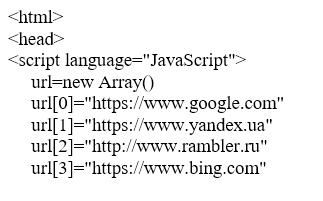 <html>
<head>
<script language="JavaScript">
url=new Array()
url[0]="https://www.google.com"
url[1]="https://www.yandex.ua"
url[2]="http://www.rambler.ru"
url[3]="https://www.bing.com"